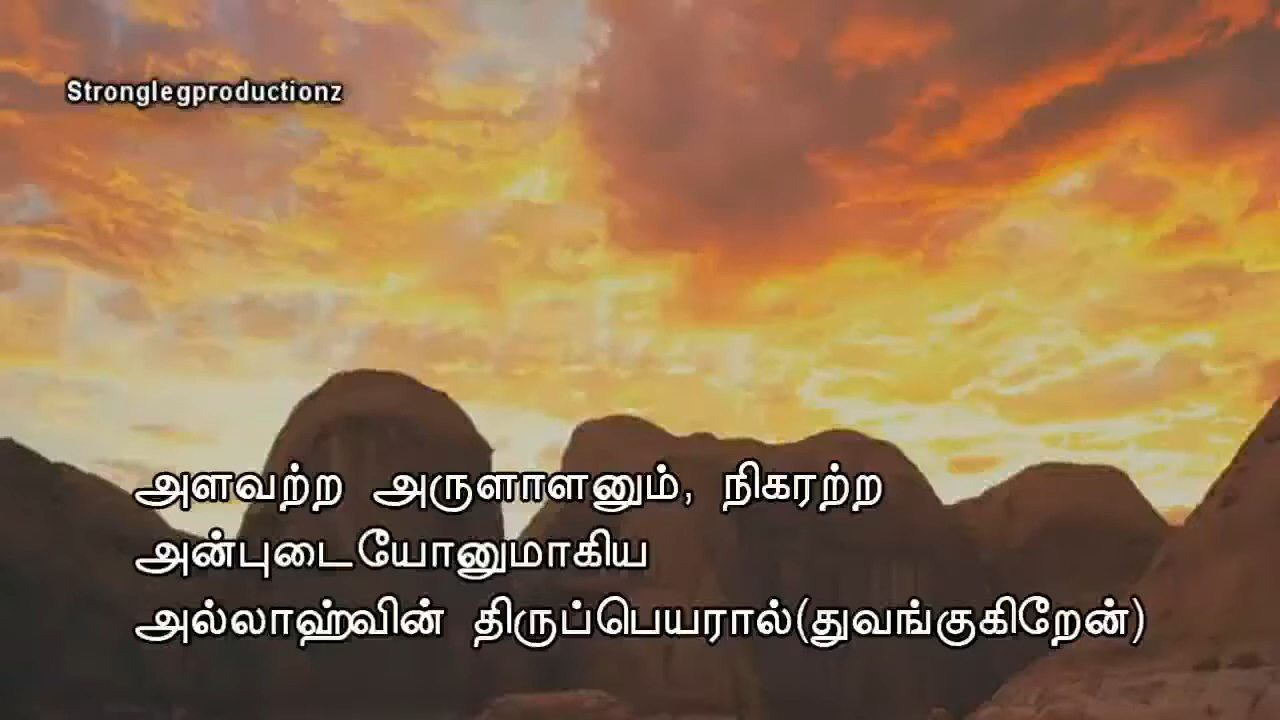 Stronglegproductionz
அளவற்ற அருளாளனும், நிகரற்ற
அன்புடையோனுமாகிய
அல்லாஹ்வின் திருப்பெயரால்(துவங்குகிறேன்)